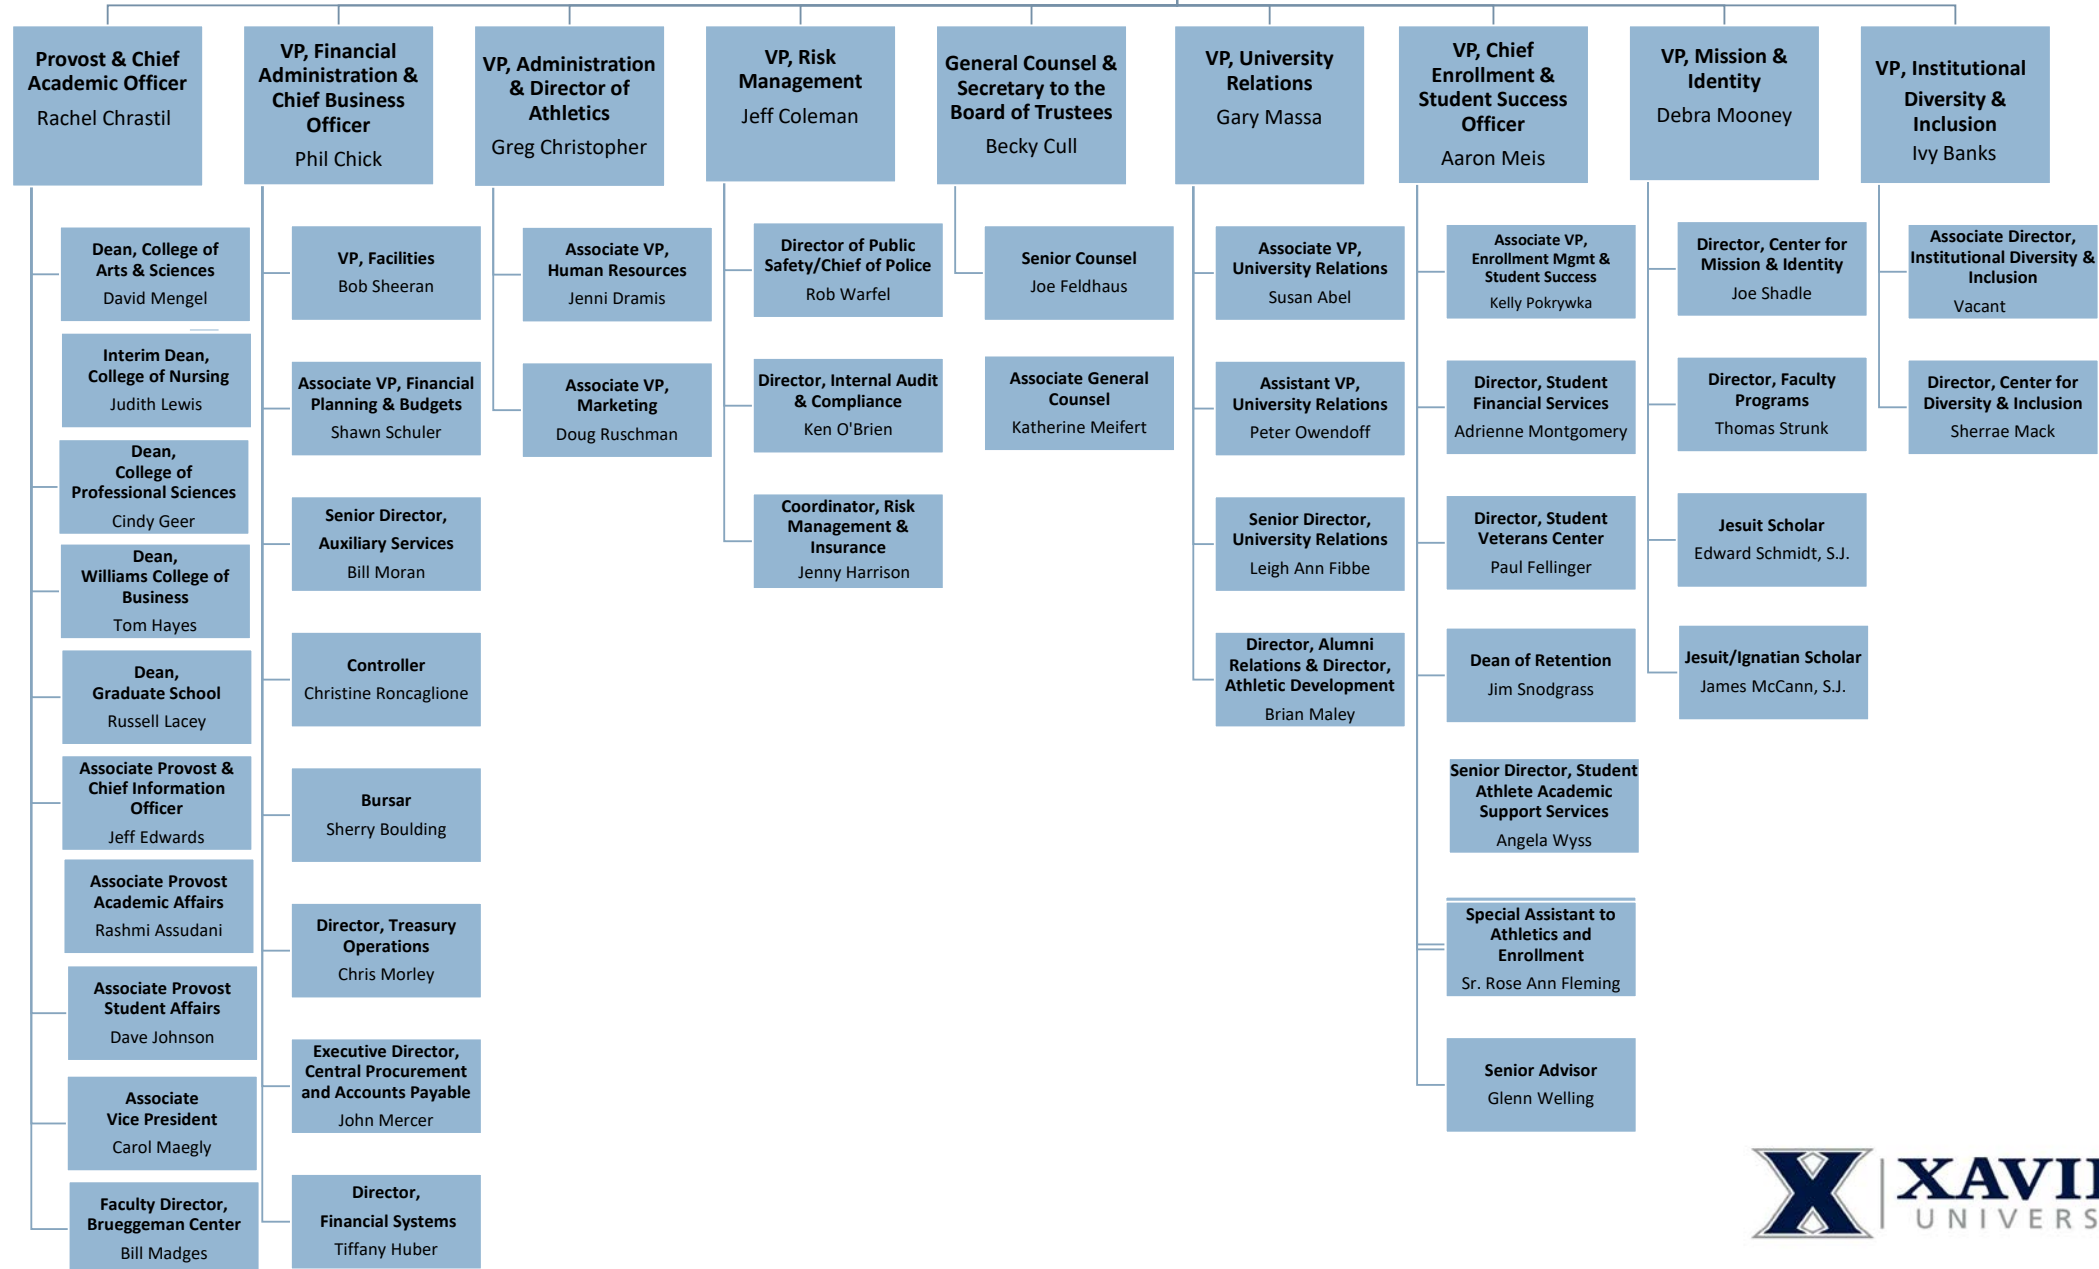 Provost & Chief
Academic Officer
Rachel Chrastil
Dean, College of
Arts & Sciences
David Mengel
Interim Dean,
College of Nursing
Judith Lewis
Dean,
College of
Professional Sciences
Cindy Geer
Dean,
Williams College of
Business
Tom Hayes
Dean,
Graduate School
Russell Lacey
Associate Provost &
Chief Information
Officer
Jeff Edwards
Associate Provost
Academic Affairs
Rashmi Assudani
Associate Provost
Student Affairs
Dave Johnson
Associate
Vice President
Carol Maegly
Faculty Director,
Brueggeman Center
Bill Madges
VP, Financial
Administration &
Chief Business
Officer
Phil Chick
VP, Facilities
Bob Sheeran
Associate VP, Financial
Planning & Budgets
Shawn Schuler
Senior Director,
Auxiliary Services
Bill Moran
Controller
Christine Roncaglione
Bursar
Sherry Boulding
Director, Treasury
Operations
Chris Morley
Executive Director,
Central Procurement
and Accounts Payable
John Mercer
Director,
Financial Systems
Tiffany Huber
VP, Administration
& Director of
Athletics
Greg Christopher
Associate VP,
Human Resources
Jenni Dramis
Associate VP,
Marketing
Doug Ruschman
VP, Risk
Management
Jeff Coleman
Director of Public
Safety/Chief of Police
Rob Warfel
Director, Internal Audit
& Compliance
Ken O'Brien
Coordinator, Risk
Management &
Insurance
Jenny Harrison
General Counsel &
Secretary to the
Board of Trustees
Becky Cull
Senior Counsel
Joe Feldhaus
Associate General
Counsel
Katherine Meifert
VP, University
Relations
Gary Massa
Associate VP,
University Relations
Susan Abel
Assistant VP,
University Relations
Peter Owendoff
Senior Director,
University Relations
Leigh Ann Fibbe
Director, Alumni
Relations & Director,
Athletic Development
Brian Maley
VP, Chief
Enrollment &
Student Success
Officer
Aaron Meis
Associate VP,
Enrollment Mgmt &
Student Success
Kelly Pokrywka
Director, Student
Financial Services
Adrienne Montgomery
Director, Student
Veterans Center
Paul Fellinger
Dean of Retention
Jim Snodgrass
Senior Director, Student
Athlete Academic
Support Services
Angela Wyss
Special Assistant to
Athletics and
Enrollment
Sr. Rose Ann Fleming
Senior Advisor
Glenn Welling
VP, Mission &
Identity
Debra Mooney
Director, Center for
Mission & Identity
Joe Shadle
Director, Faculty
Programs
Thomas Strunk
Jesuit Scholar
Edward Schmidt, S.J.
Jesuit/Ignatian Scholar
James McCann, S.J.
VP, Institutional
Diversity &
Inclusion
Ivy Banks
Associate Director,
Institutional Diversity &
Inclusion
Vacant
Director, Center for
Diversity & Inclusion
Sherrae Mack
X